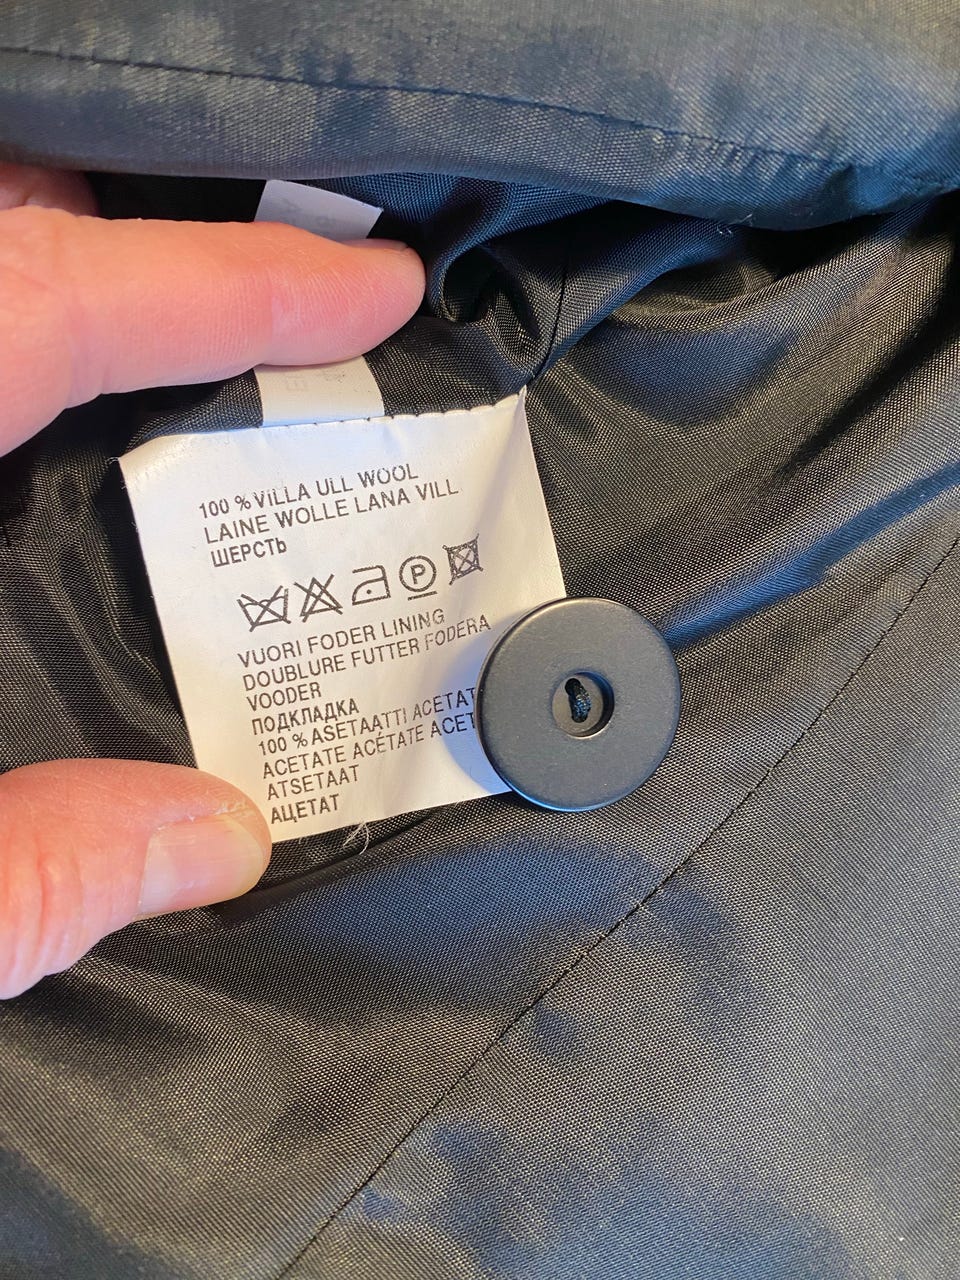 100 % VILLA ULL WOOL
LAINE WOLLE LANA VILL
ШЕРСТЬ
P
VUORI FODER LINING
DOUBLURE FUTTER FODERA
VOODER
ПОДКЛАДКА
100 % ASETAATTI ACETAT
ACETATE ACÉTATE ACET
ATSETAAT
АЦЕТАТ